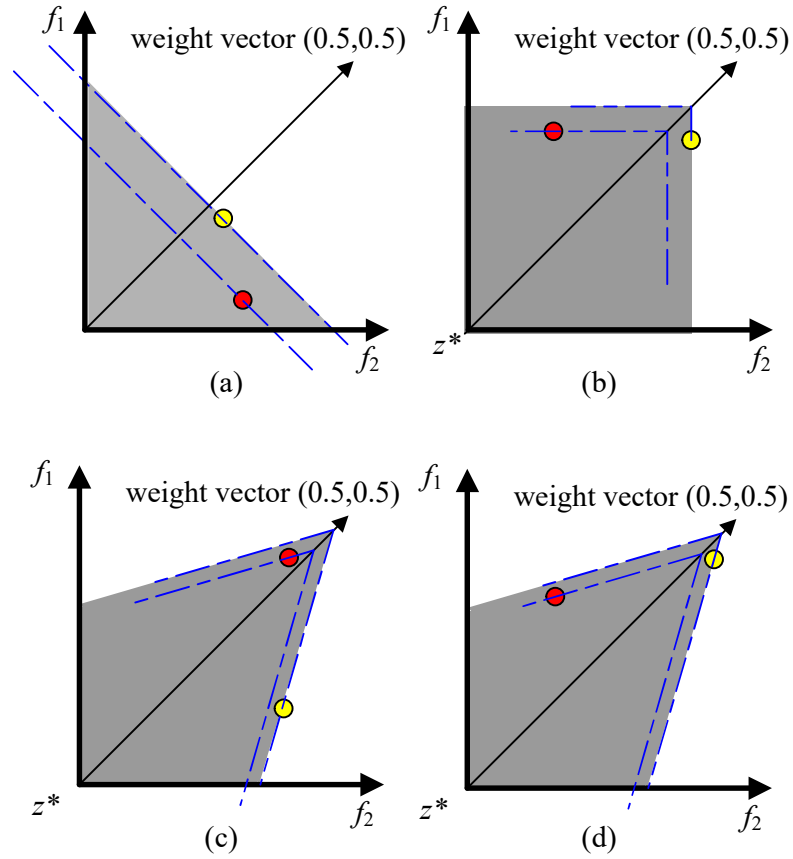 f1
weight vector (0.5,0.5)
f2
(a)
f1
weight vector (0.5,0.5)
z*
f2
(b)
f1
weight vector (0.5,0.5)
z*
f2
(c)
f1
weight vector (0.5,0.5)
z*
f2
(d)